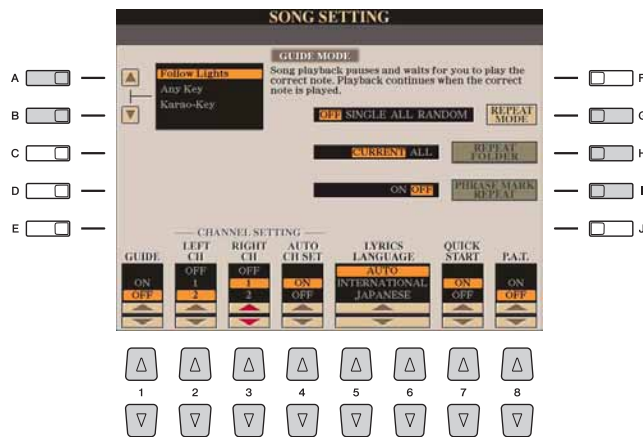 SONG SETTING
GUIDE MODE
Follow Lights
Any Key
Karao-Key
Song playback pauses and waits for you to play the
correct note. Playback continues when the correct
note is played.
OFF SINGLE ALL RANDOM
REPEAT
MODE
CURRENT ALL
REPEAT
FOLDER
ON OFF
PHRASE MARK
REPEAT
A
B
C
D
E
F
G
H
I
J
CHANNEL SETTING
GUIDE
ON
OFF
LEFT
CH
OFF
1
2
RIGHT
CH
OFF
1
2
AUTO
CH SET
ON
OFF
LYRICS
LANGUAGE
AUTO
INTERNATIONAL
JAPANESE
QUICK
START
ON
OFF
P.A.T.
ON
OFF
1
2
3
4
5
6
7
8